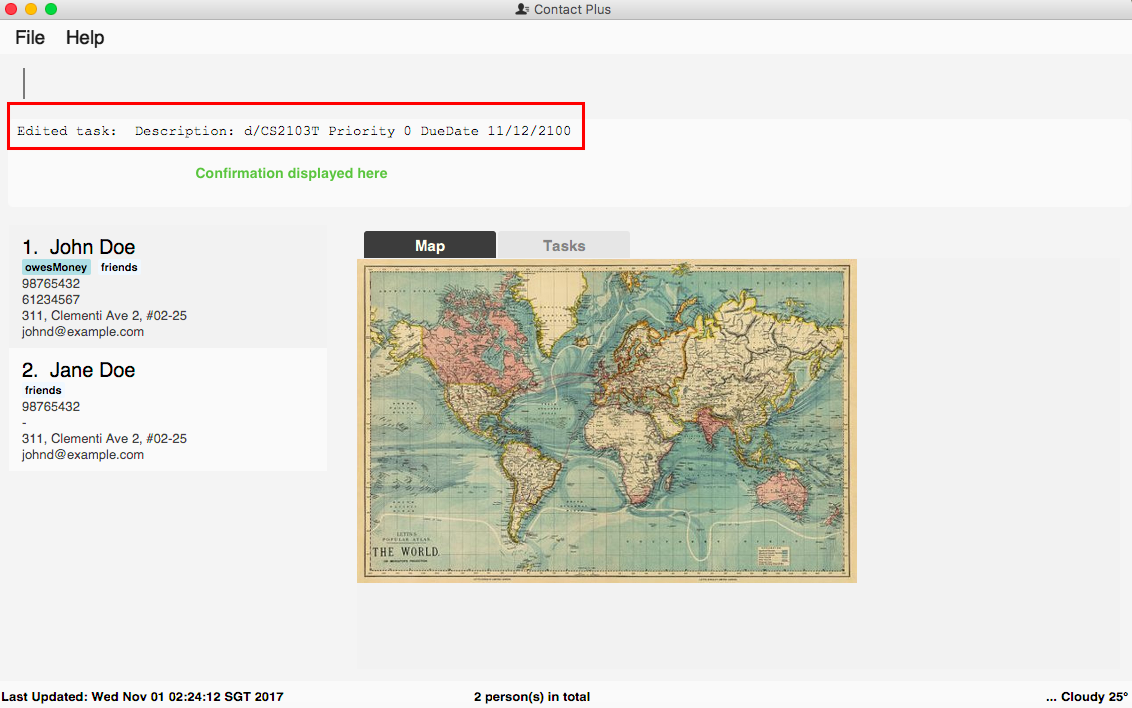 Contact Plus
File Help
Edited task:  Description: d/CS2103T Priority 0 DueDate 11/12/2100
Confirmation displayed here
1. John Doe
owesMoney friends
98765432
61234567
311, Clementi Ave 2, #02-25
johnd@example.com
2. Jane Doe
friends
98765432
-
311, Clementi Ave 2, #02-25
johnd@example.com
Map Tasks
LETTS'S
POPULAR ATLAS.
THE WORLD.
Last Updated: Wed Nov 01 02:24:12 SGT 2017
2 person(s) in total
... Cloudy 25°